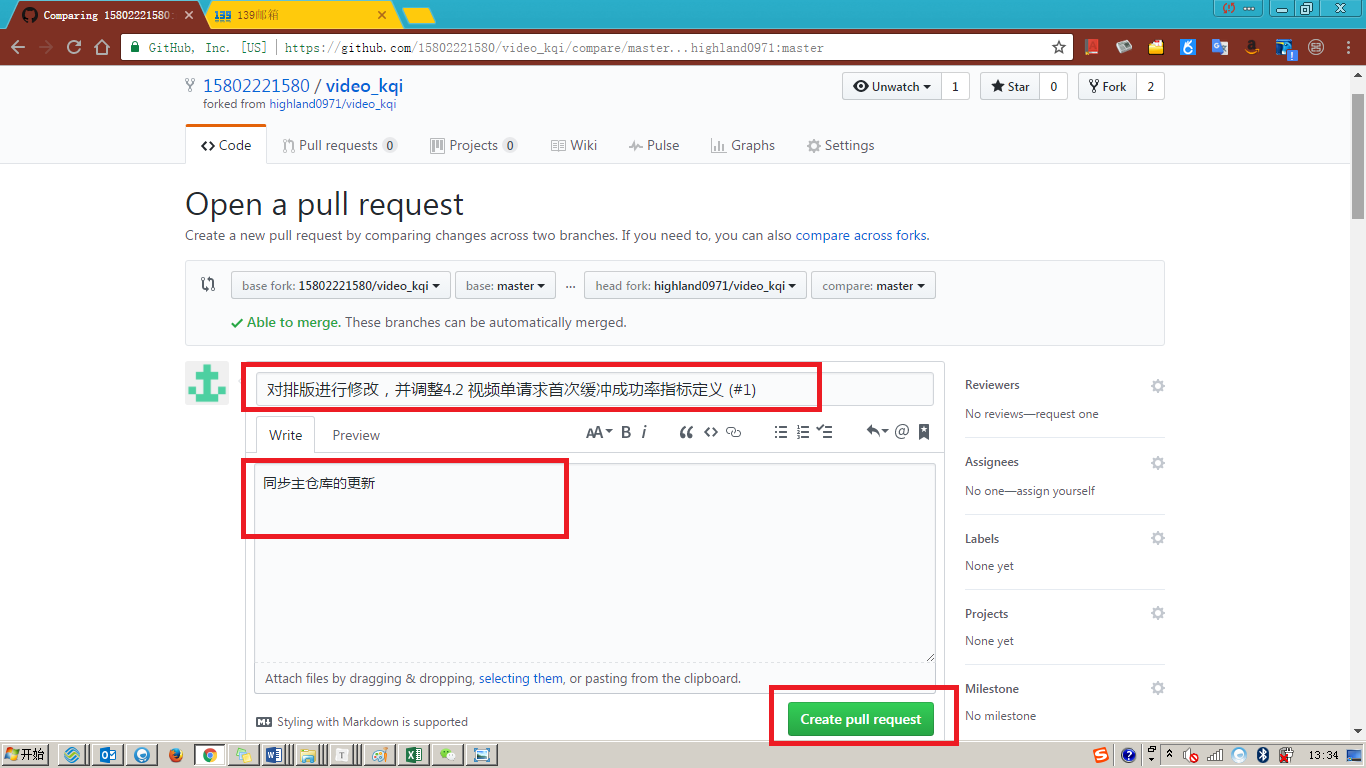 Comparing 15802221580:
139邮箱
GitHub, Inc. [US] | https://github.com/15802221580/video_kqi/compare/master...highland0971:master
15802221580 / video_kqi
forked from highland0971/video_kqi
Unwatch 1
Star 0
Fork 2
Code
Pull requests 0
Projects 0
Wiki
Pulse
Graphs
Settings
Open a pull request
Create a new pull request by comparing changes across two branches. If you need to, you can also compare across forks.
base fork: 15802221580/video_kqi
base: master
...
head fork: highland0971/video_kqi
compare: master
Able to merge. These branches can be automatically merged.
对排版进行修改，并调整4.2 视频单请求首次缓冲成功率指标定义 (#1)
Write
Preview
AA B i
同步主仓库的更新
Attach files by dragging & dropping, selecting them, or pasting from the clipboard.
Styling with Markdown is supported
Create pull request
Reviewers
No reviews—request one
Assignees
No one—assign yourself
Labels
None yet
Projects
None yet
Milestone
No milestone
开始
13:34